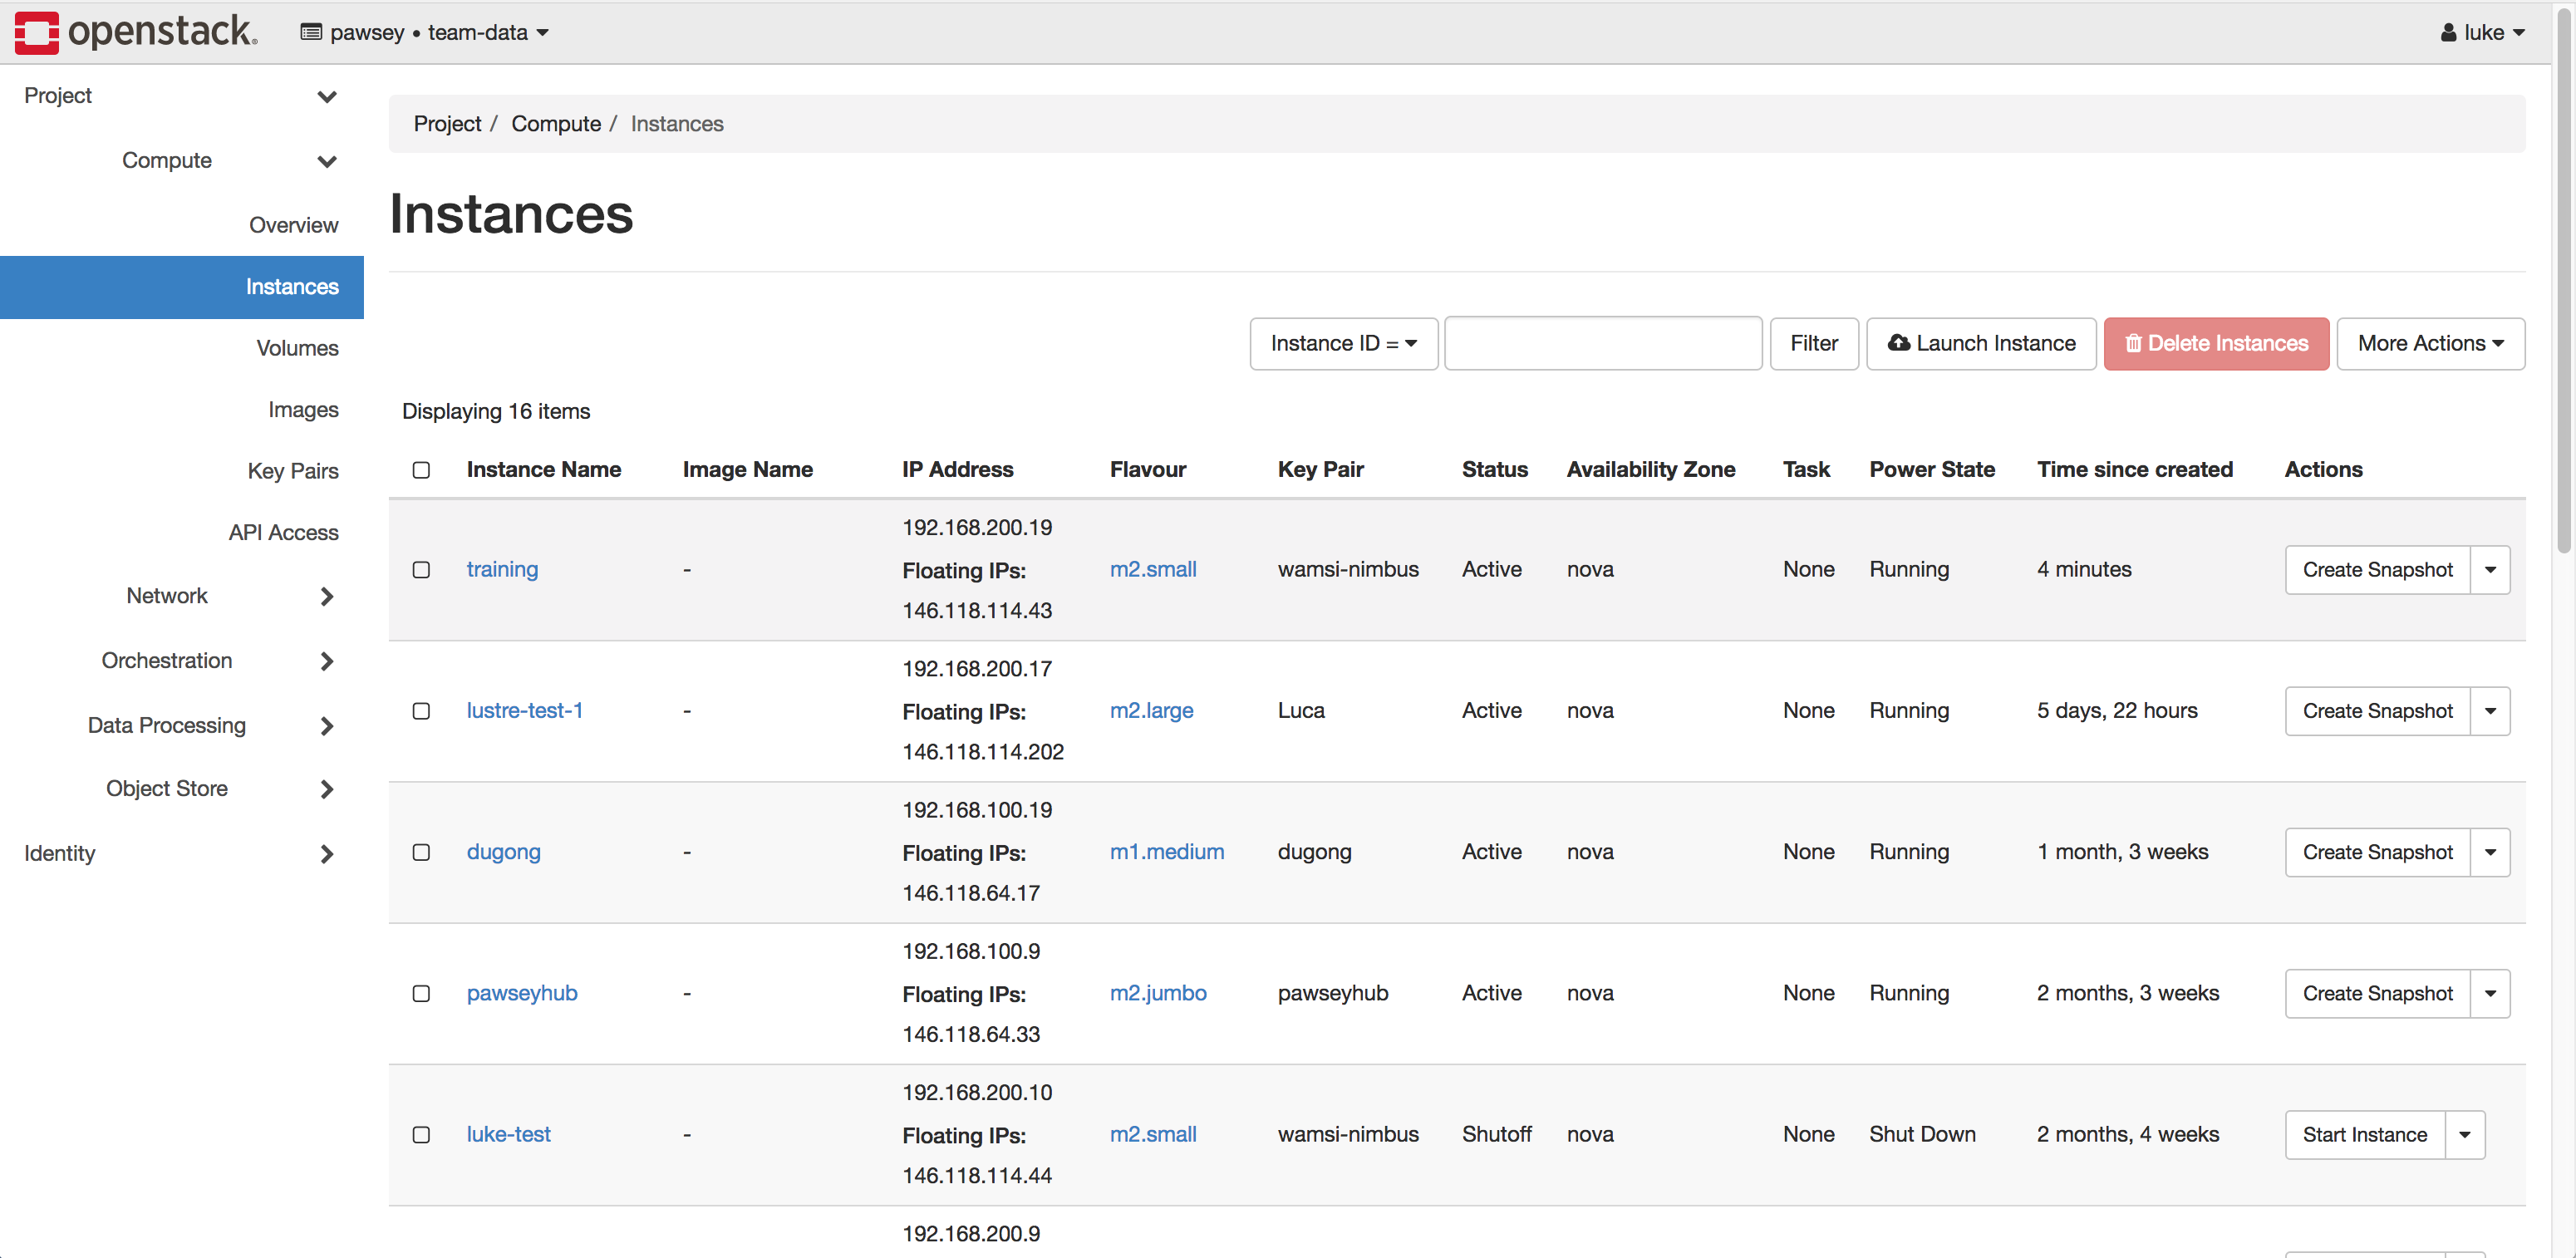 openstack.
pawsey • team-data
luke
Project
Compute
Overview
Instances
Volumes
Images
Key Pairs
API Access
Network
Orchestration
Data Processing
Object Store
Identity
Project / Compute / Instances
Instances
Instance ID =
Filter
Launch Instance
Delete Instances
More Actions
Displaying 16 items
Instance Name Image Name IP Address Flavour Key Pair Status Availability Zone Task Power State Time since created Actions
192.168.200.19
Floating IPs:
146.118.114.43
training - m2.small wamsi-nimbus Active nova None Running 4 minutes Create Snapshot
192.168.200.17
Floating IPs:
146.118.114.202
lustre-test-1 - m2.large Luca Active nova None Running 5 days, 22 hours Create Snapshot
192.168.100.19
Floating IPs:
146.118.64.17
dugong - m1.medium dugong Active nova None Running 1 month, 3 weeks Create Snapshot
192.168.100.9
Floating IPs:
146.118.64.33
pawseyhub - m2.jumbo pawseyhub Active nova None Running 2 months, 3 weeks Create Snapshot
192.168.200.10
Floating IPs:
146.118.114.44
luke-test - m2.small wamsi-nimbus Shutoff nova None Shut Down 2 months, 4 weeks Start Instance
192.168.200.9